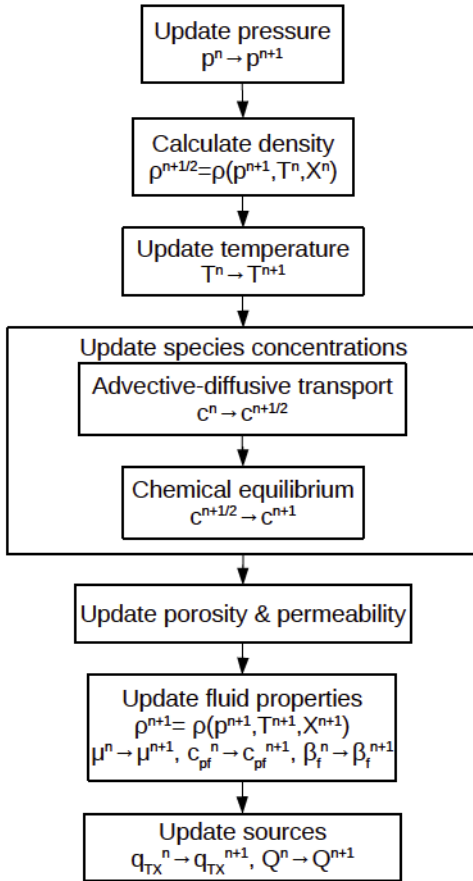 Update pressure
pⁿ→pⁿ⁺¹
Calculate density
ρⁿ⁺¹ᐟ²=ρ(pⁿ⁺¹,Tⁿ,Xⁿ)
Update temperature
Tⁿ→Tⁿ⁺¹
Update species concentrations
Advective-diffusive transport
cⁿ→cⁿ⁺¹ᐟ²
Chemical equilibrium
cⁿ⁺¹ᐟ²→cⁿ⁺¹
Update porosity & permeability
Update fluid properties
ρⁿ⁺¹= ρ(pⁿ⁺¹,Tⁿ⁺¹,Xⁿ⁺¹)
μⁿ→μⁿ⁺¹, c_pfⁿ→c_pfⁿ⁺¹, β_fⁿ→β_fⁿ⁺¹
Update sources
q_TXⁿ→q_TXⁿ⁺¹, Qⁿ→Qⁿ⁺¹